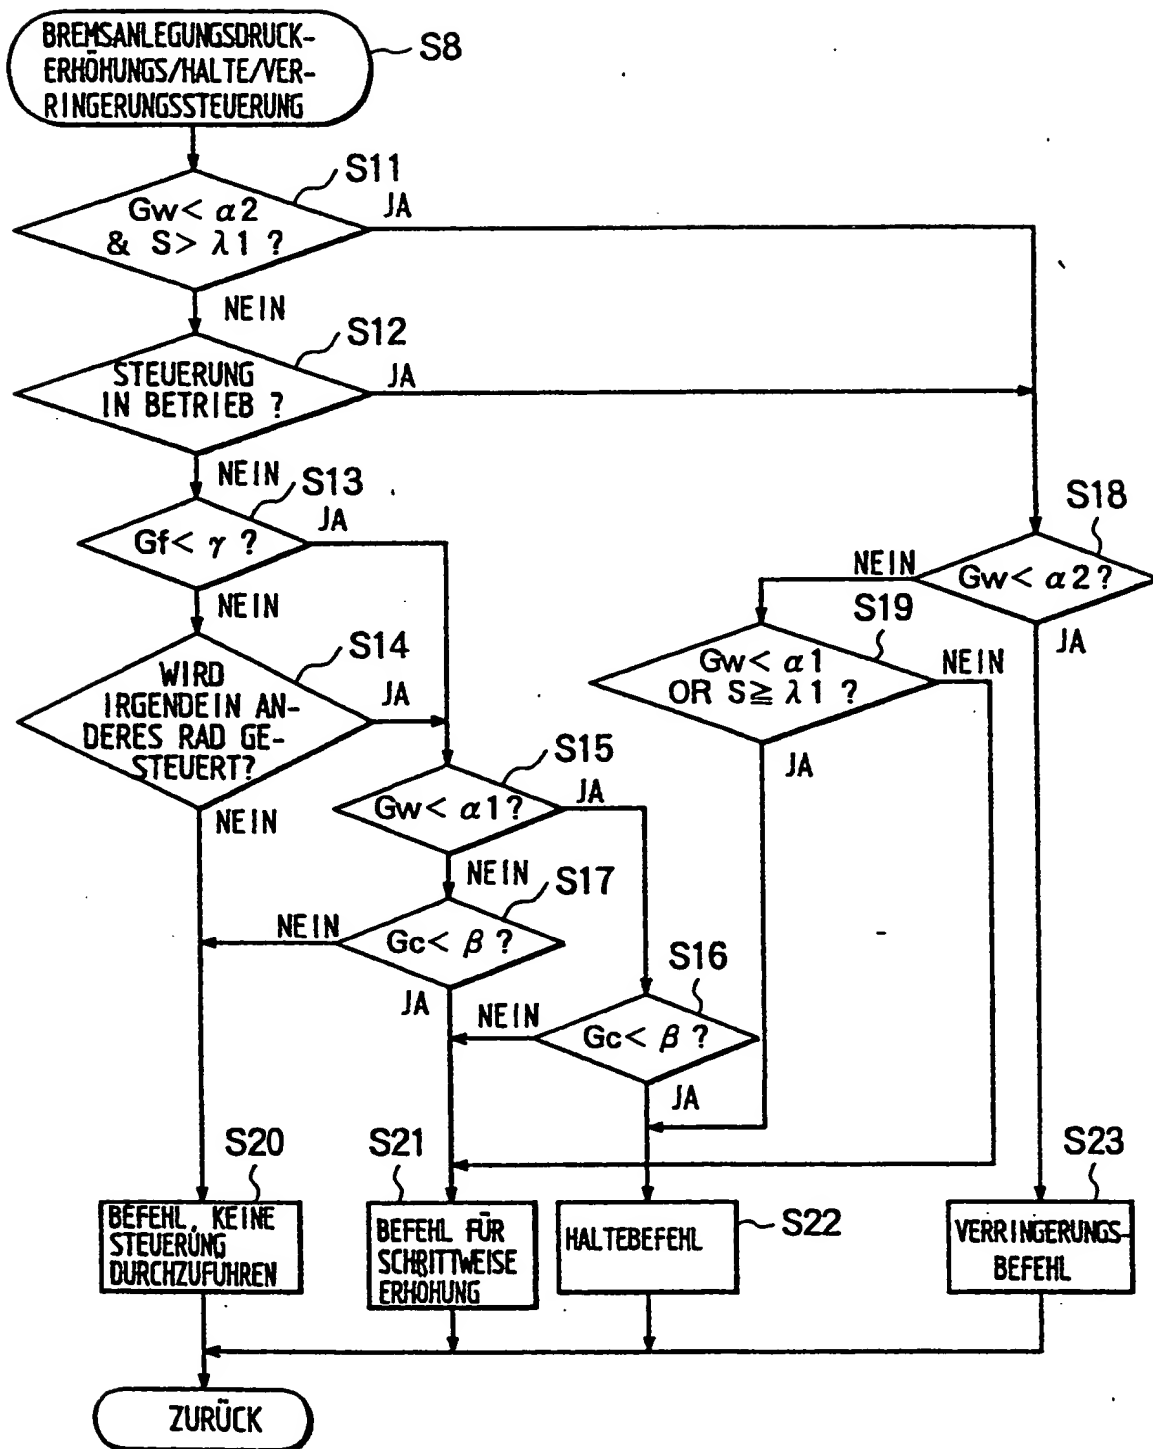 BREMSANLEGUNGSDRUCK-
ERHÖHUNGS/HALTE/VER-
RINGERUNGSSTEUERUNG
S8
S11
Gw< α2
& S> λ1 ?
JA
NEIN
S12
STEUERUNG
IN BETRIEB ?
JA
NEIN
S13
Gf< γ ?
JA
NEIN
S14
WIRD
IRGENDEIN AN-
DERES RAD GE-
STEUERT?
JA
NEIN
S15
Gw< α1?
JA
NEIN
S17
Gc< β ?
NEIN
JA
S16
Gc< β ?
NEIN
JA
S18
Gw< α2?
NEIN
JA
S19
Gw< α1
OR S≧ λ1 ?
NEIN
JA
S20
BEFEHL, KEINE
STEUERUNG
DURCHZUFÜHREN
S21
BEFEHL FÜR
SCHRITTWEISE
ERHÖHUNG
HALTEBEFEHL
S22
S23
VERRINGERUNGS-
BEFEHL
ZURÜCK